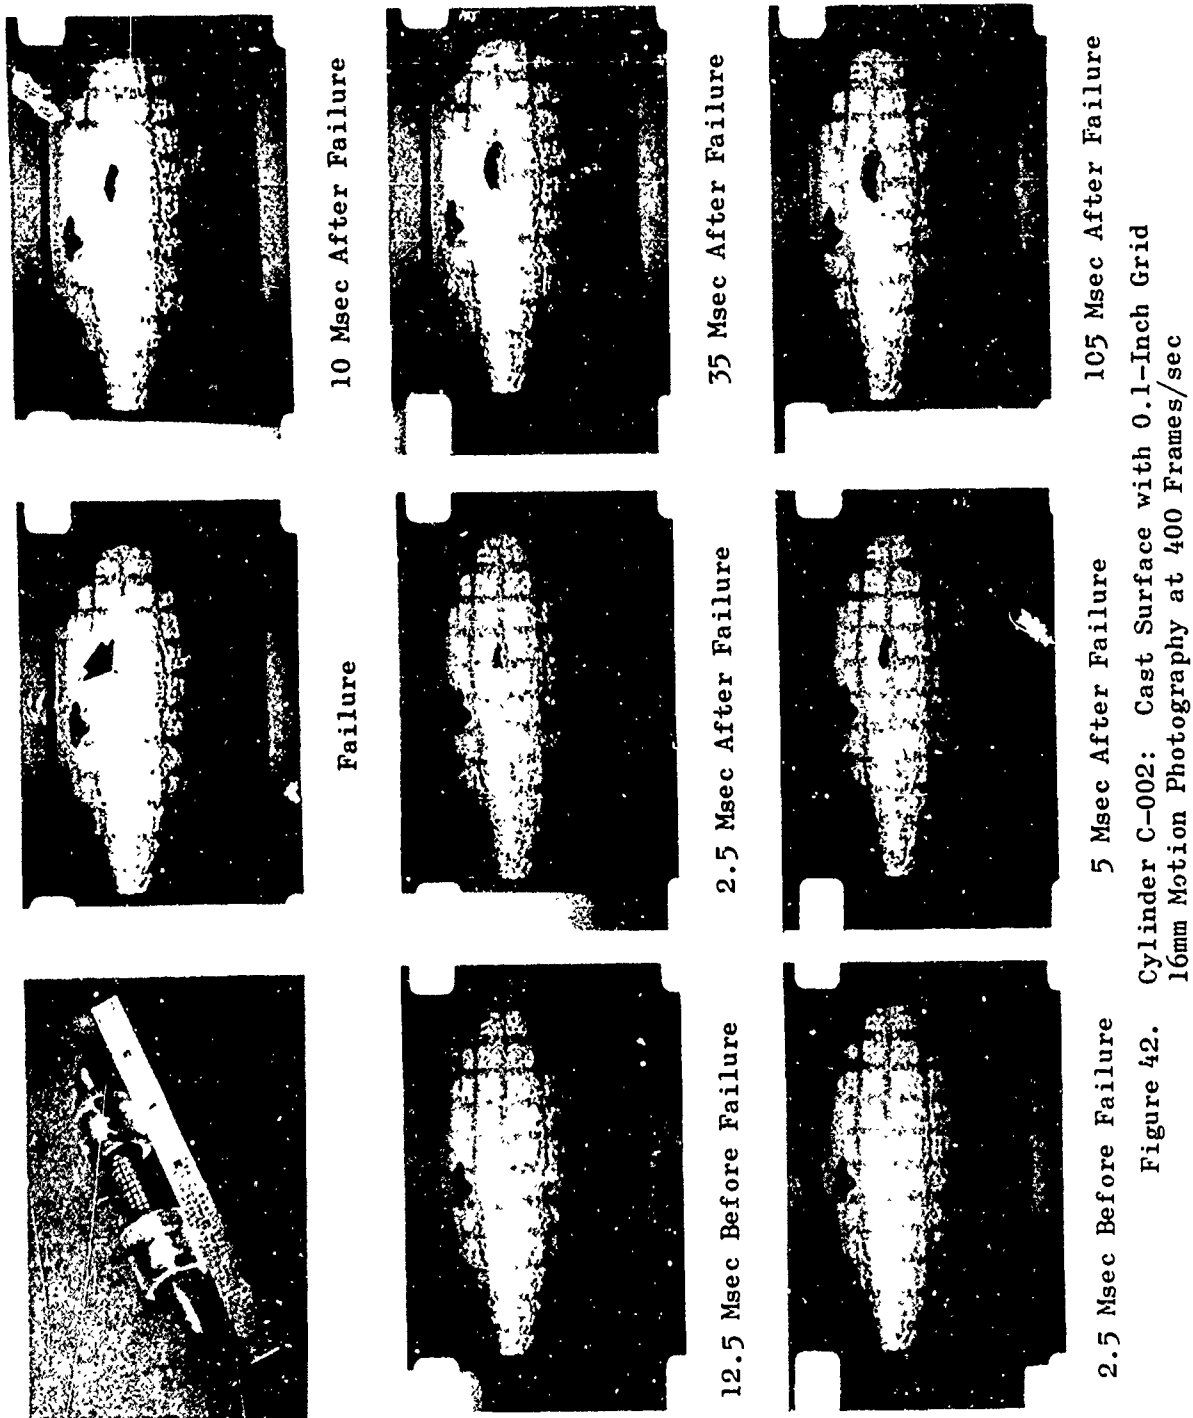 Failure
10 Msec After Failure
12.5 Msec Before Failure
2.5 Msec After Failure
35 Msec After Failure
2.5 Msec Before Failure
5 Msec After Failure
105 Msec After Failure
Figure 42. Cylinder C-002: Cast Surface with 0.1-Inch Grid
16mm Motion Photography at 400 Frames/sec